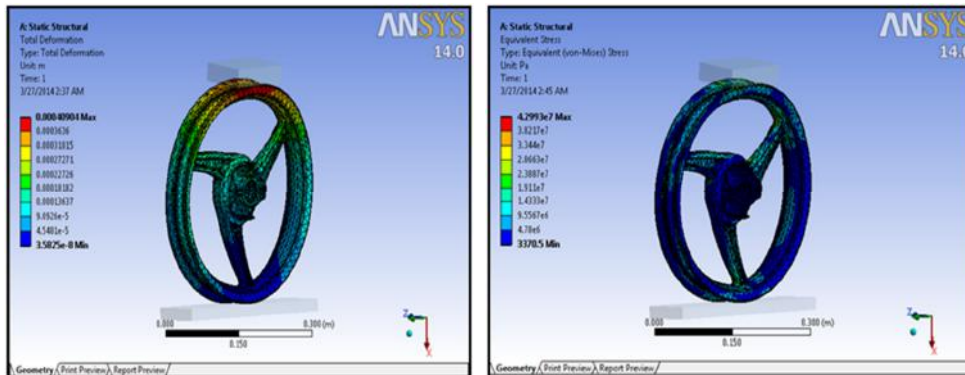 A: Static Structural
Total Deformation
Type: Total Deformation
Unit: m
Time: 1
3/27/2014 2:37 AM
ANSYS
14.0
0.00040904 Max
0.0003636
0.00031815
0.00027271
0.00022726
0.00018182
0.00013637
9.0926e-5
4.5481e-5
3.5825e-8 Min
0.000
0.300 (m)
0.150
Z
X
Geometry Print Preview Report Preview
A: Static Structural
Equivalent Stress
Type: Equivalent (von-Mises) Stress
Unit: Pa
Time: 1
3/27/2014 2:45 AM
ANSYS
14.0
4.2993e7 Max
3.8217e7
3.344e7
2.8663e7
2.3887e7
1.911e7
1.4333e7
9.5567e6
4.78e6
3370.5 Min
0.000
0.300 (m)
0.150
Z
X
Geometry Print Preview Report Preview